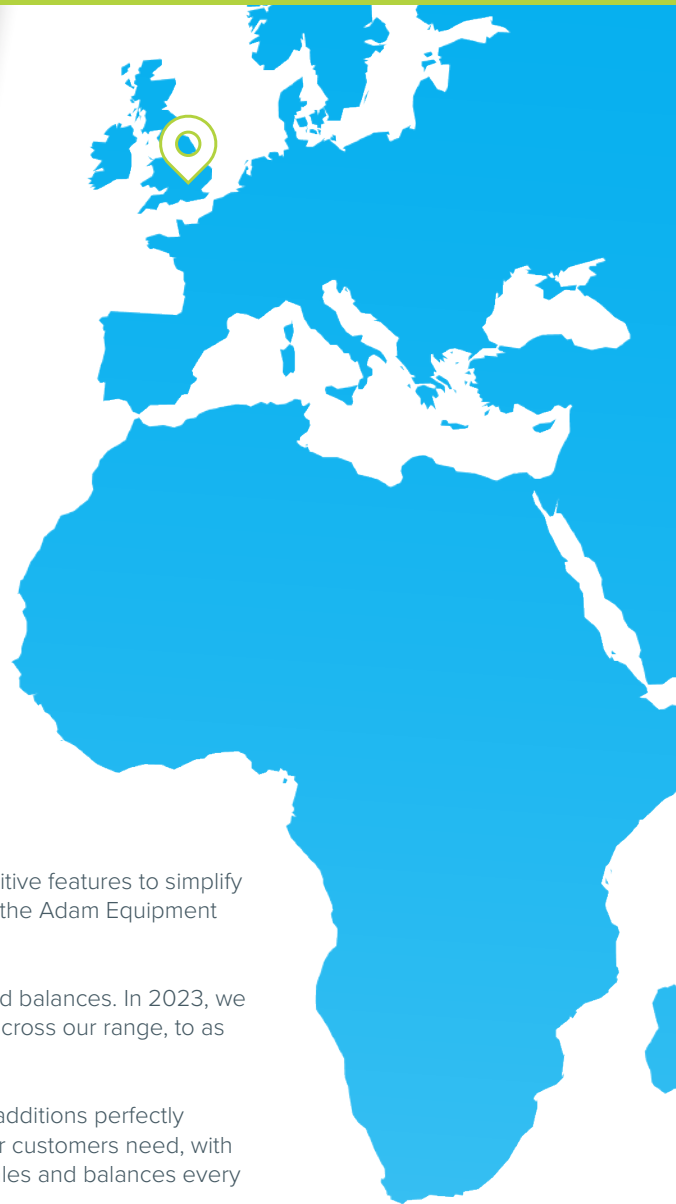 itive features to simplify
the Adam Equipment
d balances. In 2023, we
cross our range, to as
additions perfectly
r customers need, with
les and balances every